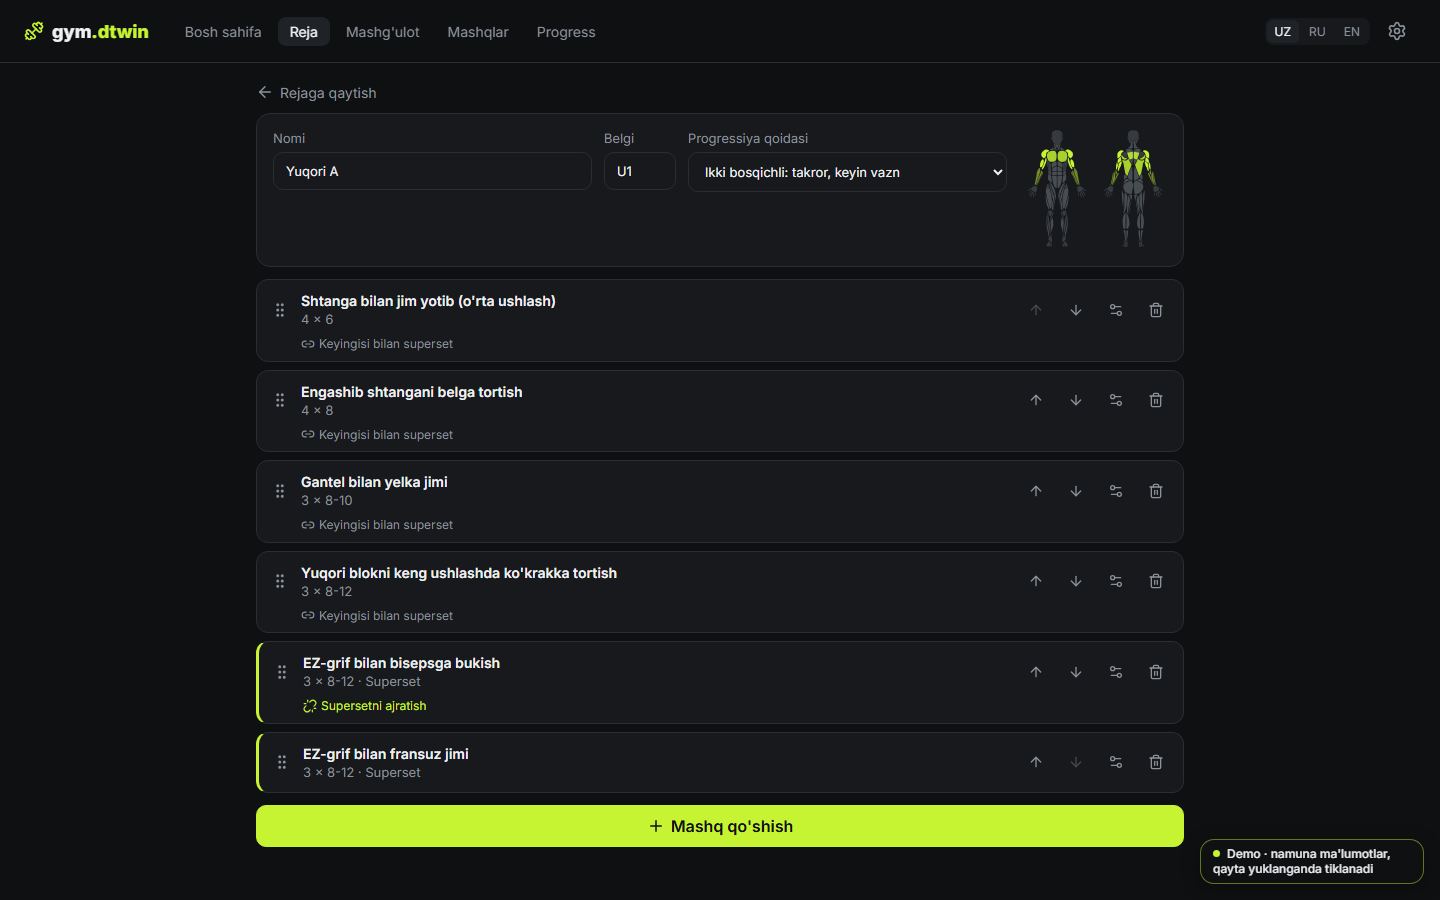 gym.dtwin
Bosh sahifa
Reja
Mashg'ulot
Mashqlar
Progress
UZ
RU
EN
Rejaga qaytish
Nomi
Belgi
Progressiya qoidasi
Yuqori A
U1
Ikki bosqichli: takror, keyin vazn
Shtanga bilan jim yotib (o'rta ushlash)
4 × 6
Keyingisi bilan superset
Engashib shtangani belga tortish
4 × 8
Keyingisi bilan superset
Gantel bilan yelka jimi
3 × 8-10
Keyingisi bilan superset
Yuqori blokni keng ushlashda ko'krakka tortish
3 × 8-12
Keyingisi bilan superset
EZ-grif bilan bisepsga bukish
3 × 8-12 · Superset
Supersetni ajratish
EZ-grif bilan fransuz jimi
3 × 8-12 · Superset
+ Mashq qo'shish
Demo · namuna ma'lumotlar,
qayta yuklanganda tiklanadi